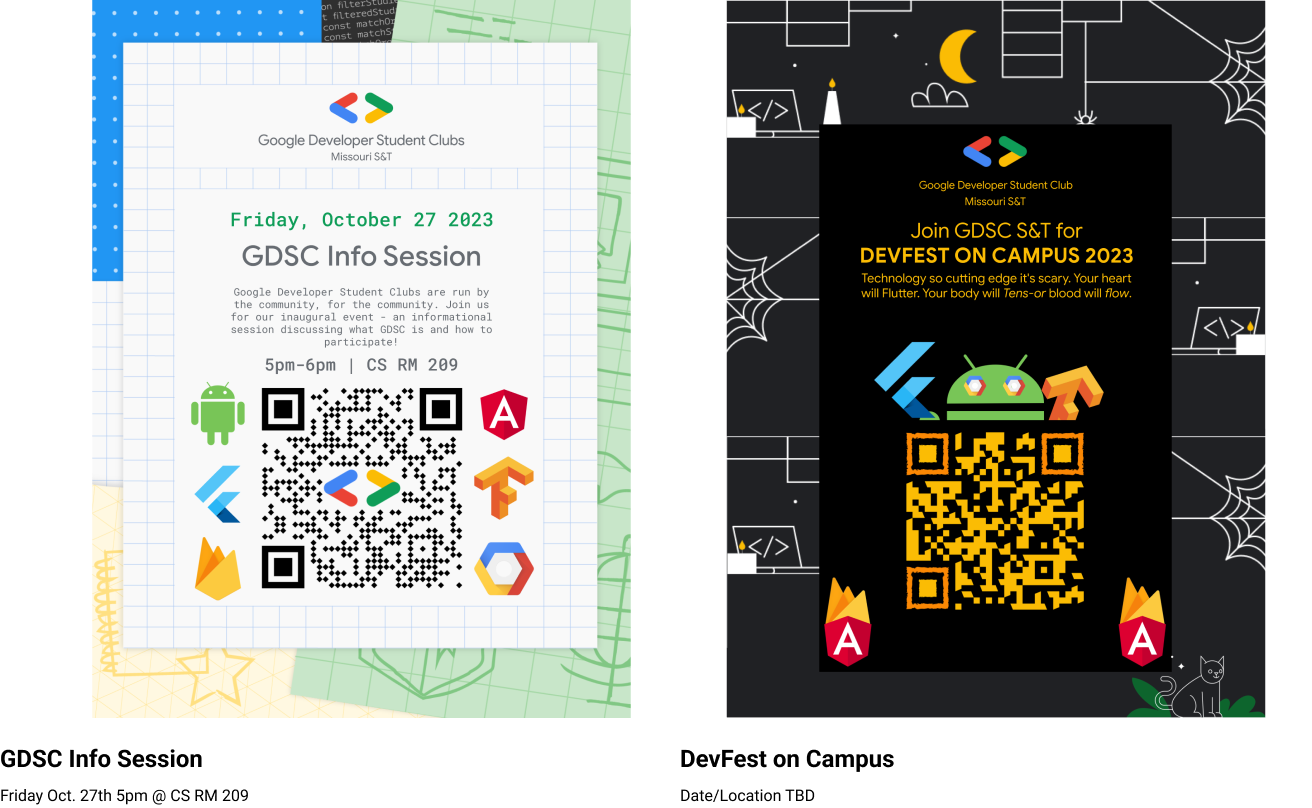 on filterStude
t filteredStud
const matchOr
const matchS
Google Developer Student Clubs
Missouri S&T
Friday, October 27 2023
GDSC Info Session
Google Developer Student Clubs are run by
the community, for the community. Join us
for our inaugural event - an informational
session discussing what GDSC is and how to
participate!
5pm-6pm | CS RM 209
A
GDSC Info Session
Friday Oct. 27th 5pm @ CS RM 209
</>
Google Developer Student Club
Missouri S&T
Join GDSC S&T for
DEVFEST ON CAMPUS 2023
Technology so cutting edge it's scary. Your heart
will Flutter. Your body will Tens-or blood will flow.
</>
</>
A
A
DevFest on Campus
Date/Location TBD